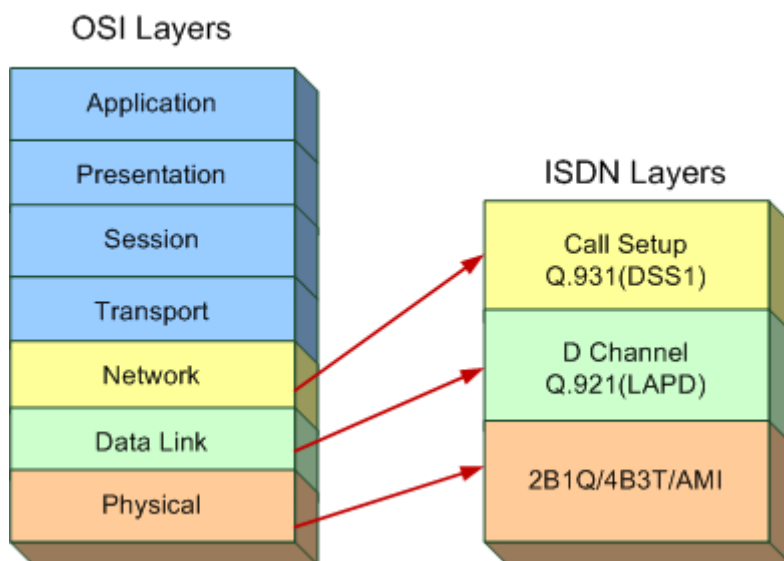 OSI Layers
Application
Presentation
Session
Transport
Network
Data Link
Physical
ISDN Layers
Call Setup
Q.931(DSS1)
D Channel
Q.921(LAPD)
2B1Q/4B3T/AMI